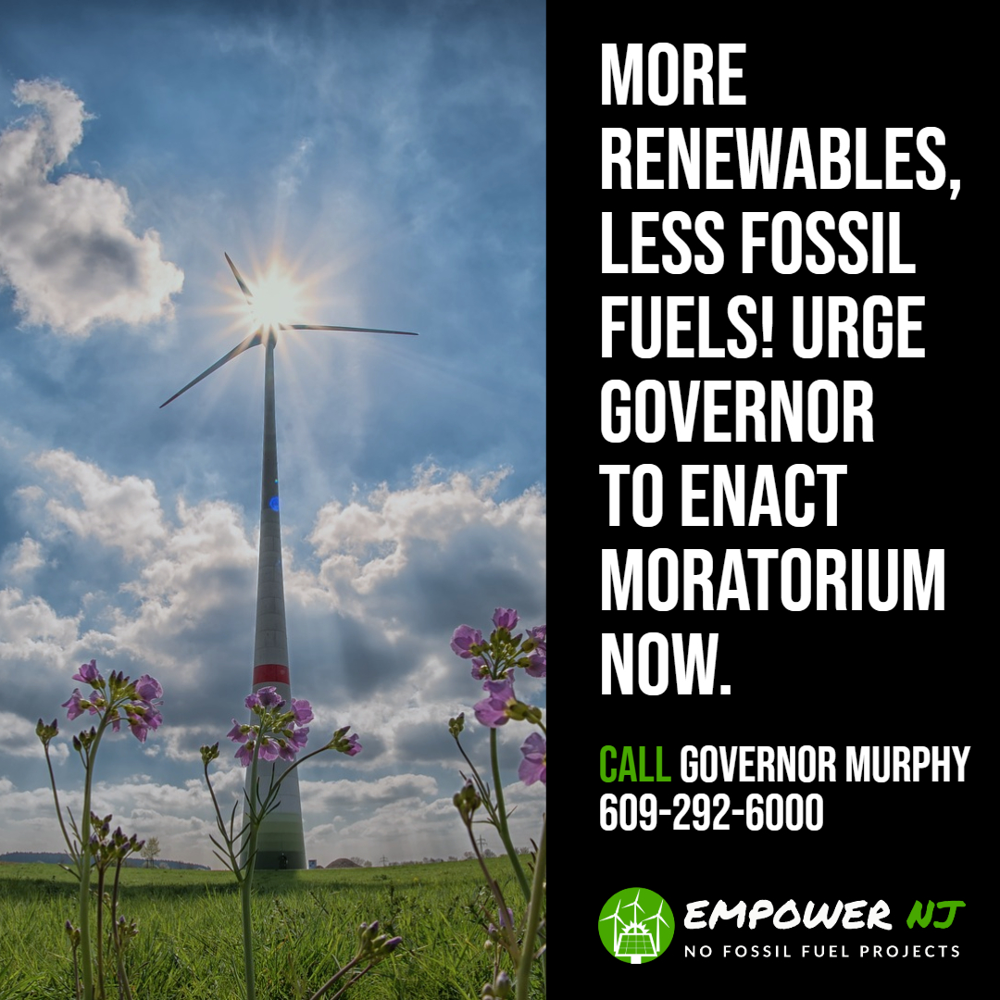 MORE
RENEWABLES,
LESS FOSSIL
FUELS! URGE
GOVERNOR
TO ENACT
MORATORIUM
NOW.
CALL GOVERNOR MURPHY
609-292-6000
EMPOWER NJ
NO FOSSIL FUEL PROJECTS